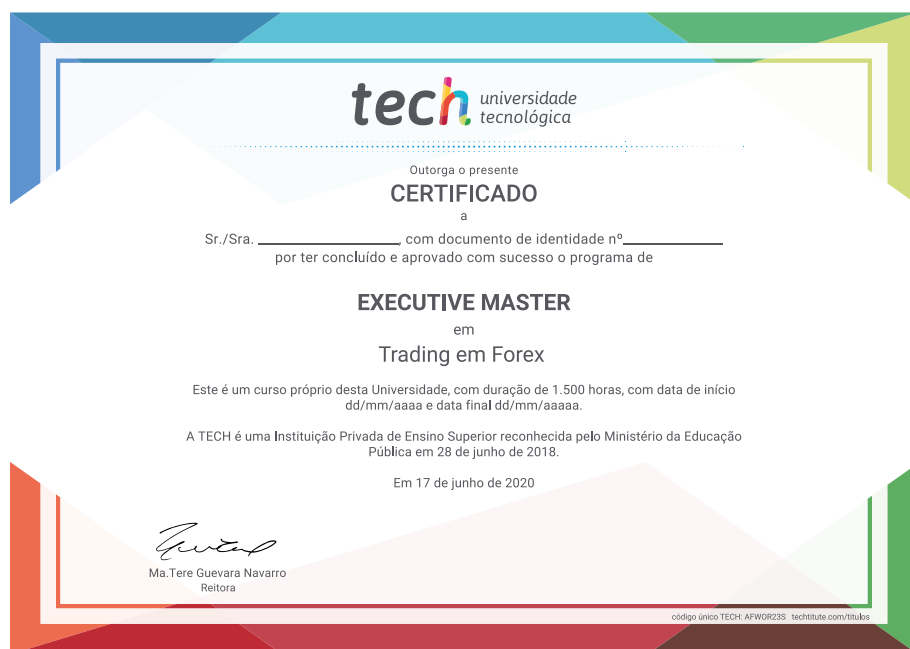 tech universidade
tecnológica
Outorga o presente
CERTIFICADO
a
Sr./Sra. ____________________, com documento de identidade nº______________
por ter concluído e aprovado com sucesso o programa de
EXECUTIVE MASTER
em
Trading em Forex
Este é um curso próprio desta Universidade, com duração de 1.500 horas, com data de início
dd/mm/aaaa e data final dd/mm/aaaaa.
A TECH é uma Instituição Privada de Ensino Superior reconhecida pelo Ministério da Educação
Pública em 28 de junho de 2018.
Em 17 de junho de 2020
Ma.Tere Guevara Navarro
Reitora
código único TECH: AFWOR23S techtitute.com/titulos